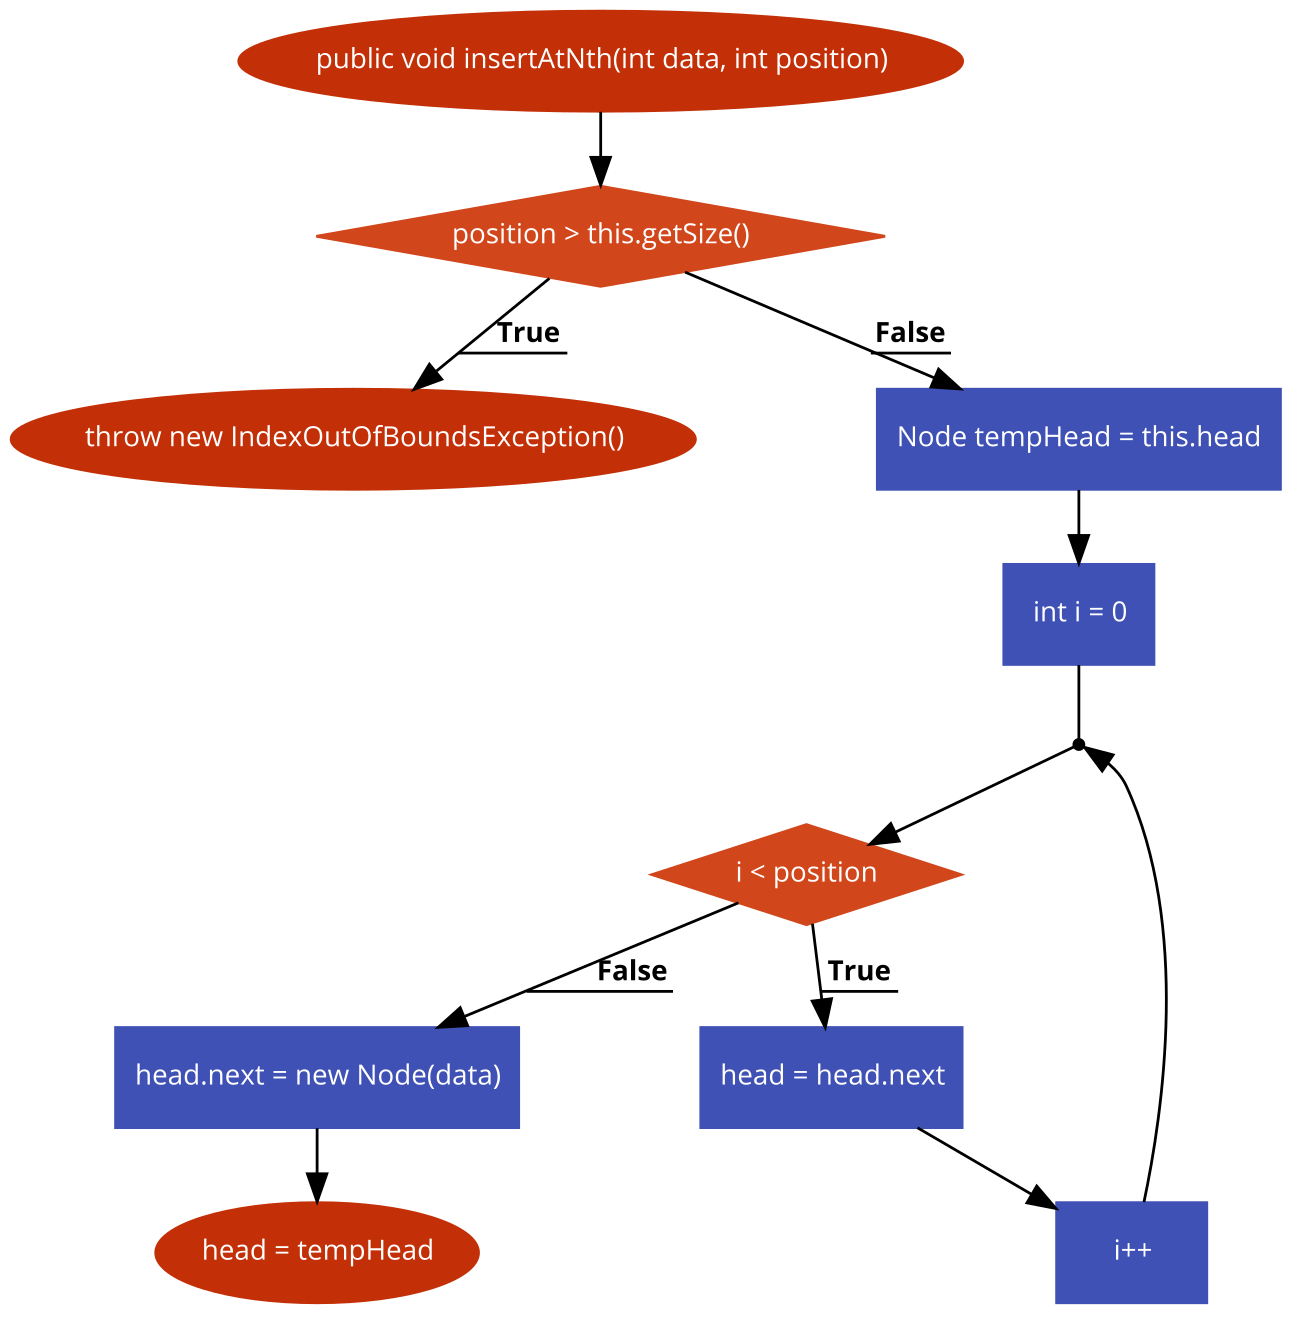 public void insertAtNth(int data, int position)
position > this.getSize()
True
False
throw new IndexOutOfBoundsException()
Node tempHead = this.head
int i = 0
i < position
False
True
head.next = new Node(data)
head = head.next
head = tempHead
i++